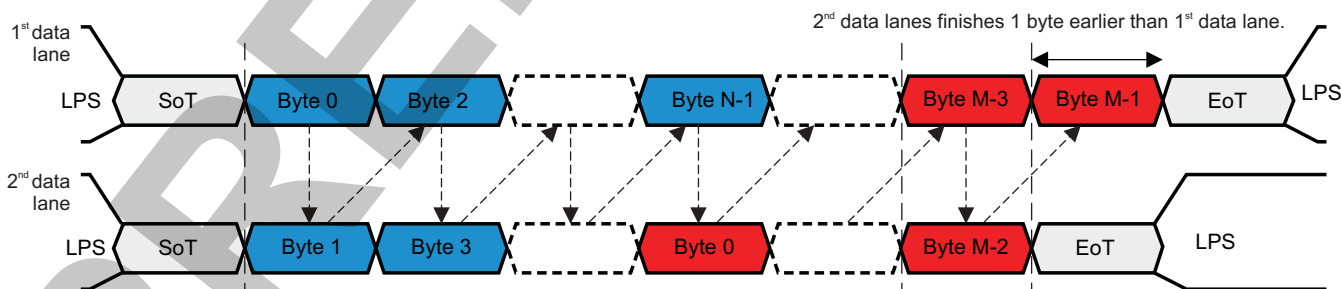 2nd data lanes finishes 1 byte earlier than 1st data lane.
1st data
lane
LPS SoT Byte 0 Byte 2 Byte N-1 Byte M-3 Byte M-1 EoT LPS
2nd data
lane
LPS SoT Byte 1 Byte 3 Byte 0 Byte M-2 EoT LPS